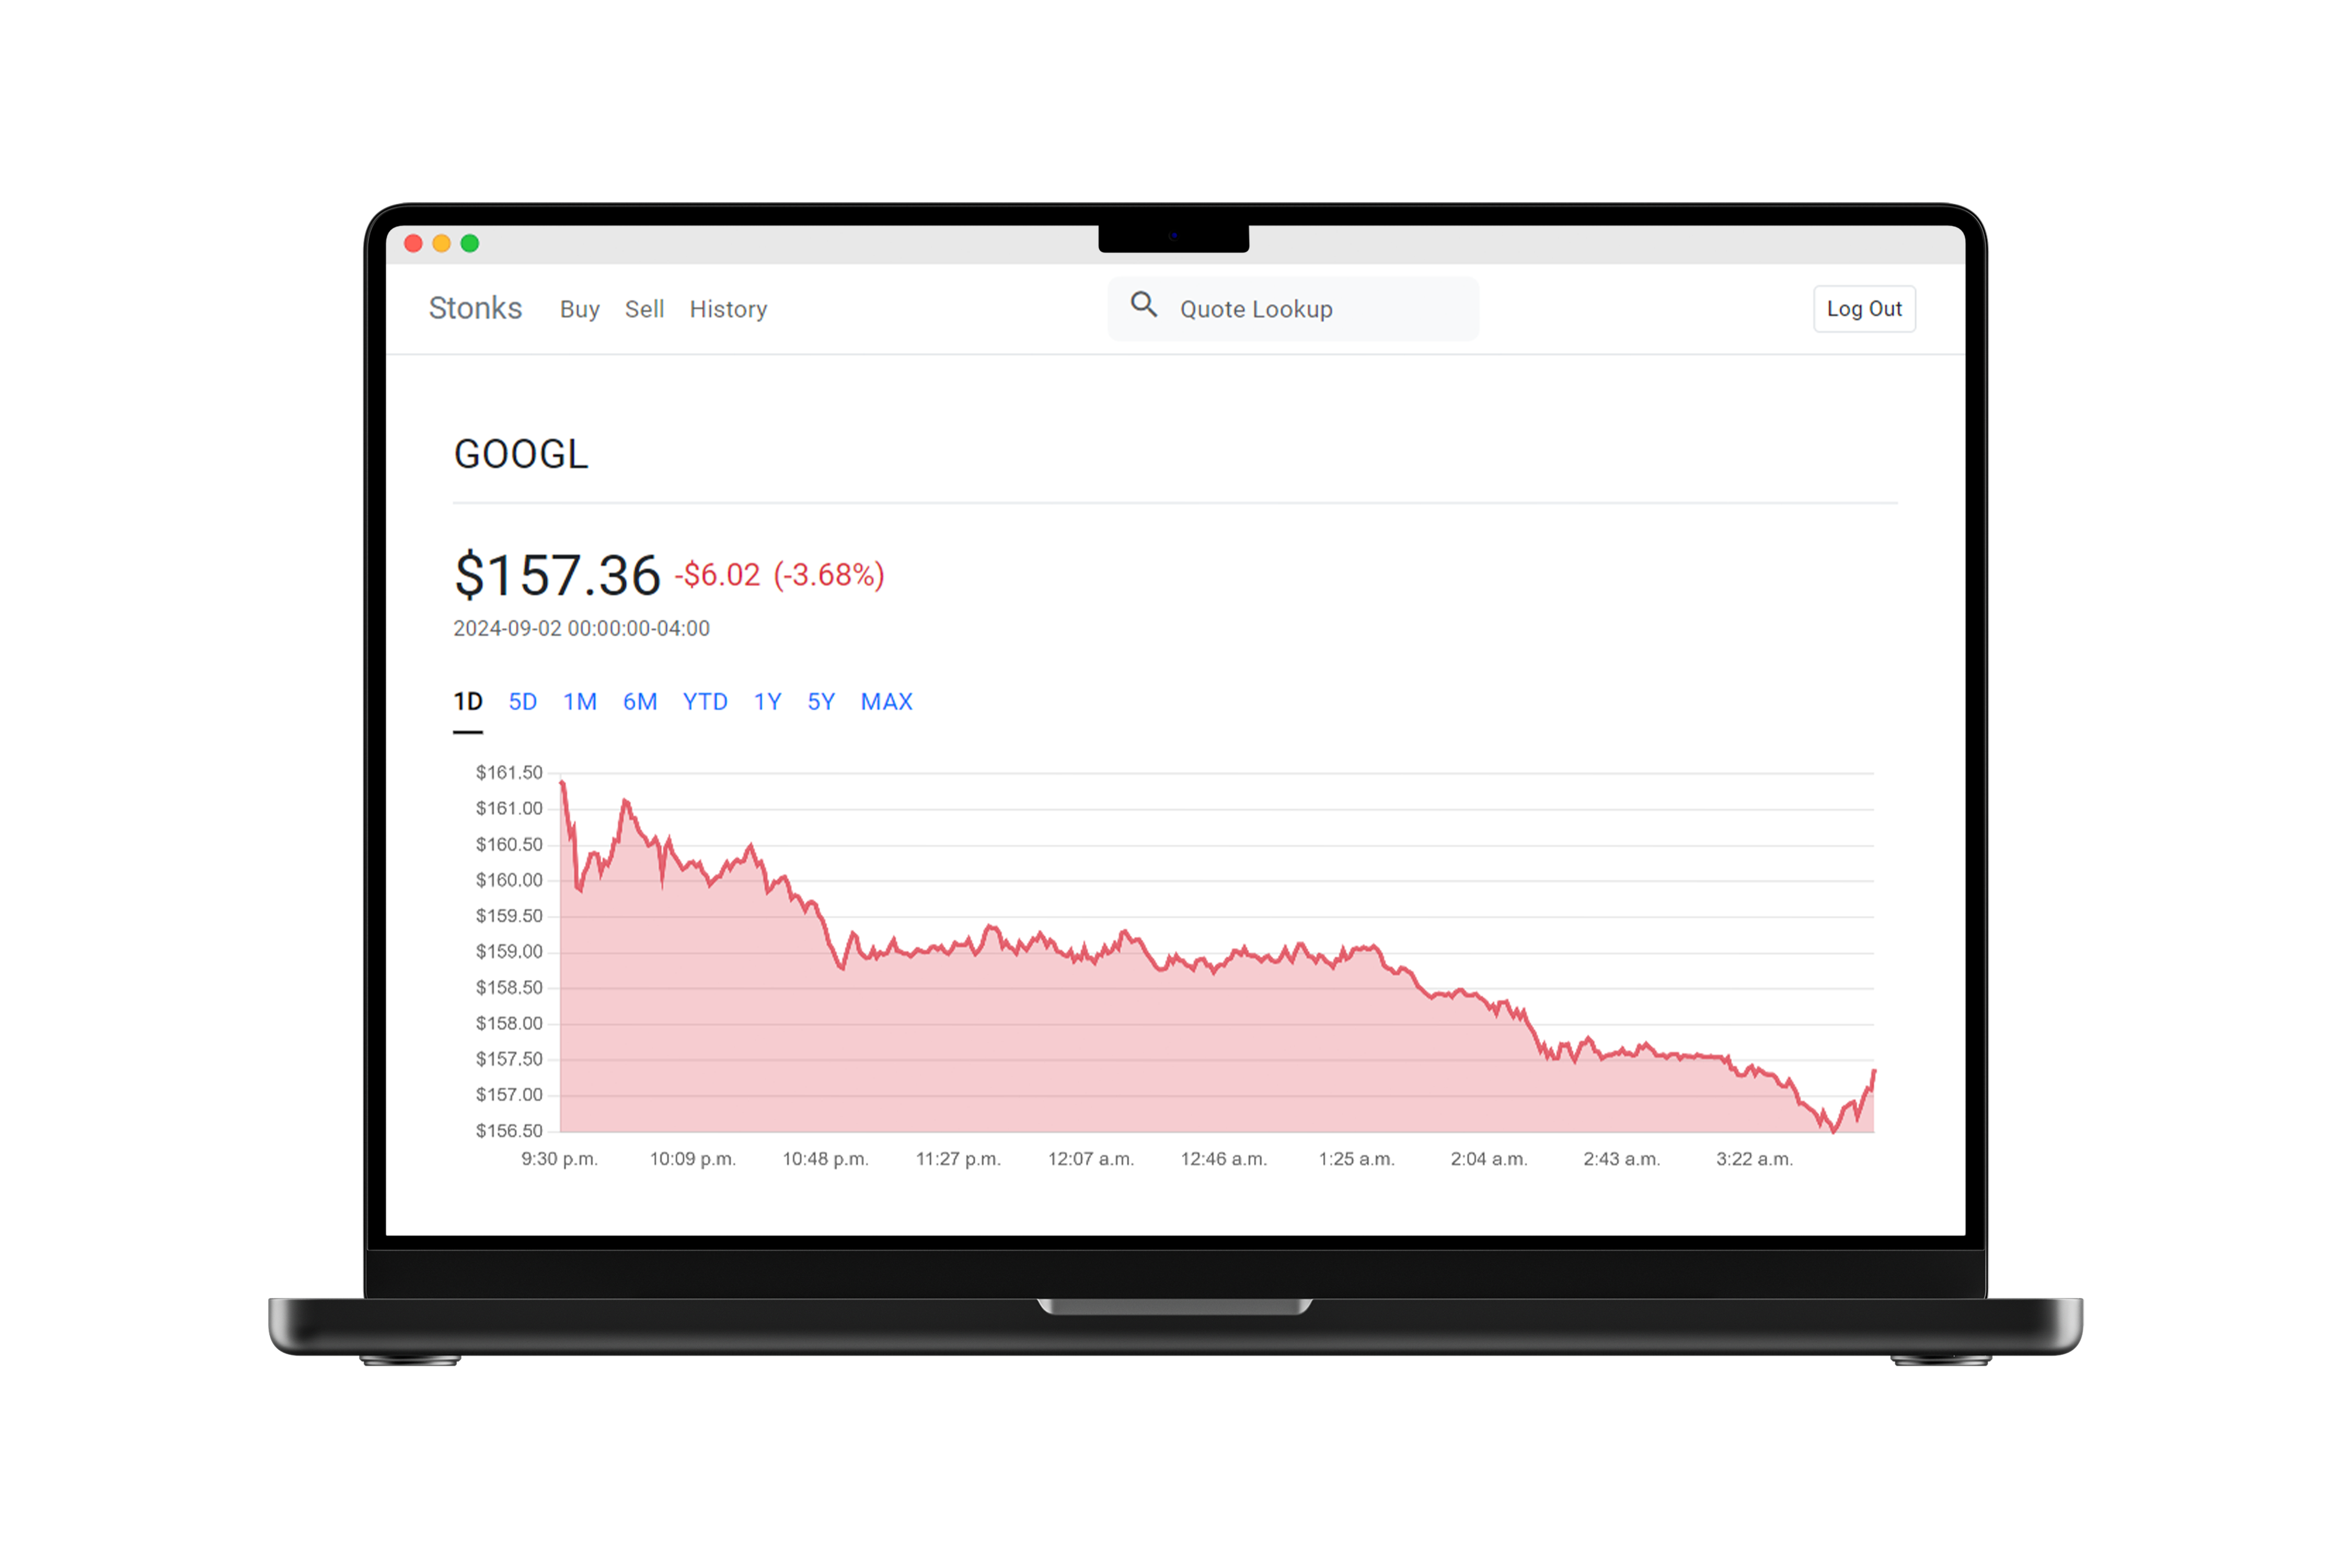 Stonks Buy Sell History Quote Lookup Log Out
GOOGL
$157.36 -$6.02 (-3.68%)
2024-09-02 00:00:00-04:00
1D 5D 1M 6M YTD 1Y 5Y MAX
$161.50
$161.00
$160.50
$160.00
$159.50
$159.00
$158.50
$158.00
$157.50
$157.00
$156.50
9:30 p.m. 10:09 p.m. 10:48 p.m. 11:27 p.m. 12:07 a.m. 12:46 a.m. 1:25 a.m. 2:04 a.m. 2:43 a.m. 3:22 a.m.